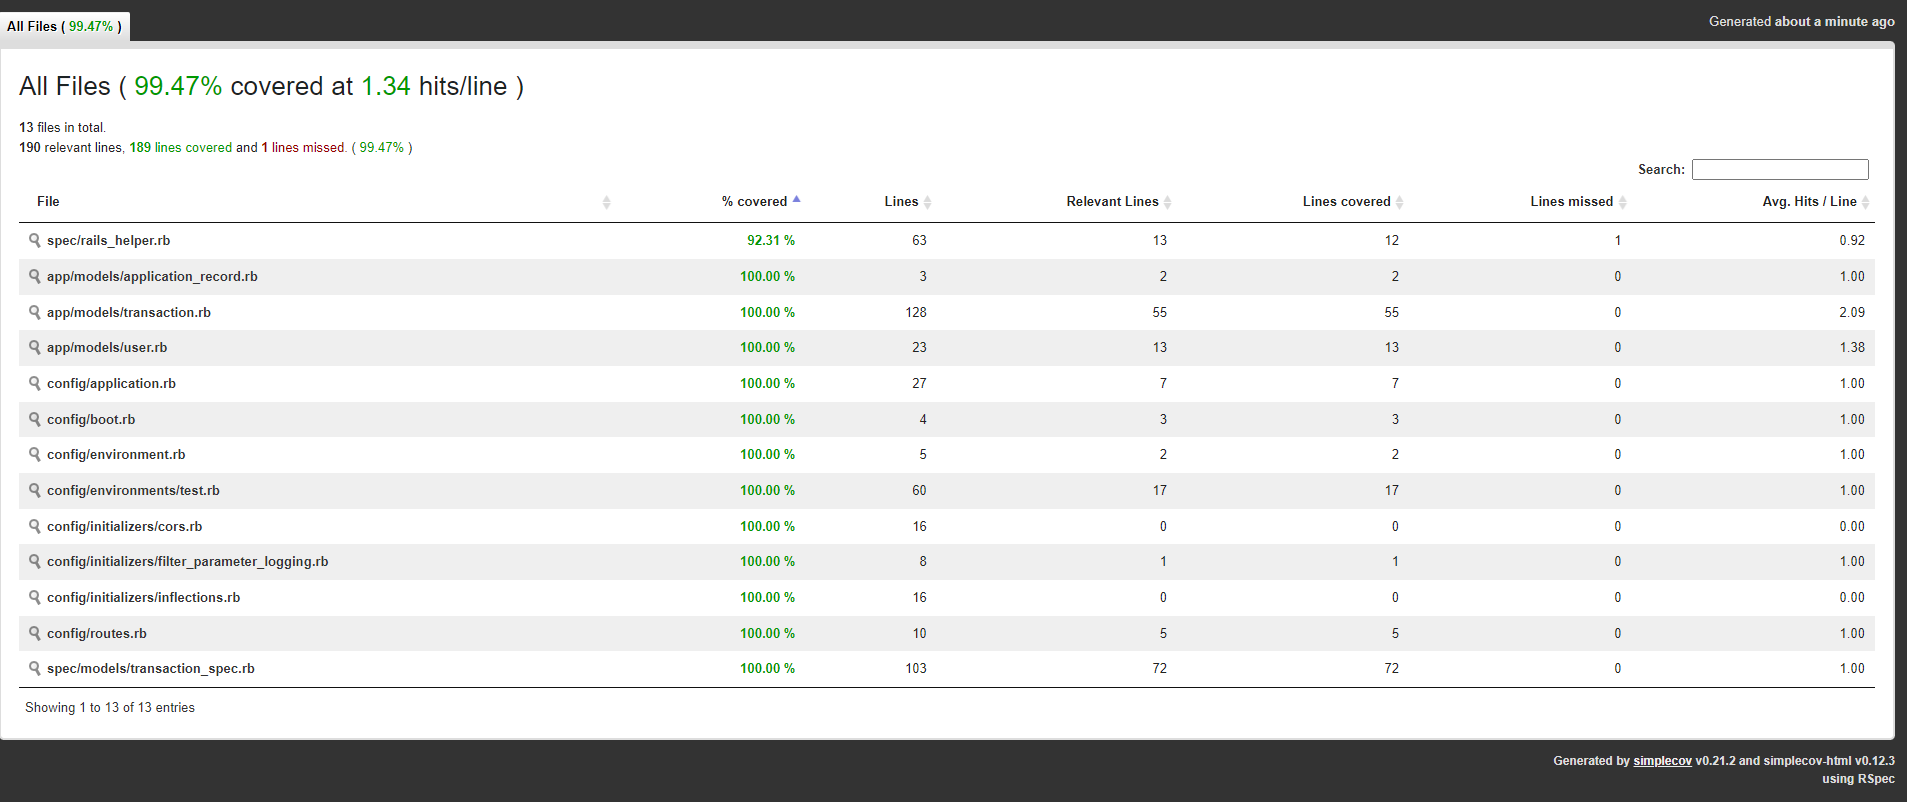 All Files ( 99.47% )
Generated about a minute ago
All Files ( 99.47% covered at 1.34 hits/line )
13 files in total.
190 relevant lines, 189 lines covered and 1 lines missed. ( 99.47% )
Search:
File % covered Lines Relevant Lines Lines covered Lines missed Avg. Hits / Line
spec/rails_helper.rb 92.31 % 63 13 12 1 0.92
app/models/application_record.rb 100.00 % 3 2 2 0 1.00
app/models/transaction.rb 100.00 % 128 55 55 0 2.09
app/models/user.rb 100.00 % 23 13 13 0 1.38
config/application.rb 100.00 % 27 7 7 0 1.00
config/boot.rb 100.00 % 4 3 3 0 1.00
config/environment.rb 100.00 % 5 2 2 0 1.00
config/environments/test.rb 100.00 % 60 17 17 0 1.00
config/initializers/cors.rb 100.00 % 16 0 0 0 0.00
config/initializers/filter_parameter_logging.rb 100.00 % 8 1 1 0 1.00
config/initializers/inflections.rb 100.00 % 16 0 0 0 0.00
config/routes.rb 100.00 % 10 5 5 0 1.00
spec/models/transaction_spec.rb 100.00 % 103 72 72 0 1.00
Showing 1 to 13 of 13 entries
Generated by simplecov v0.21.2 and simplecov-html v0.12.3
using RSpec